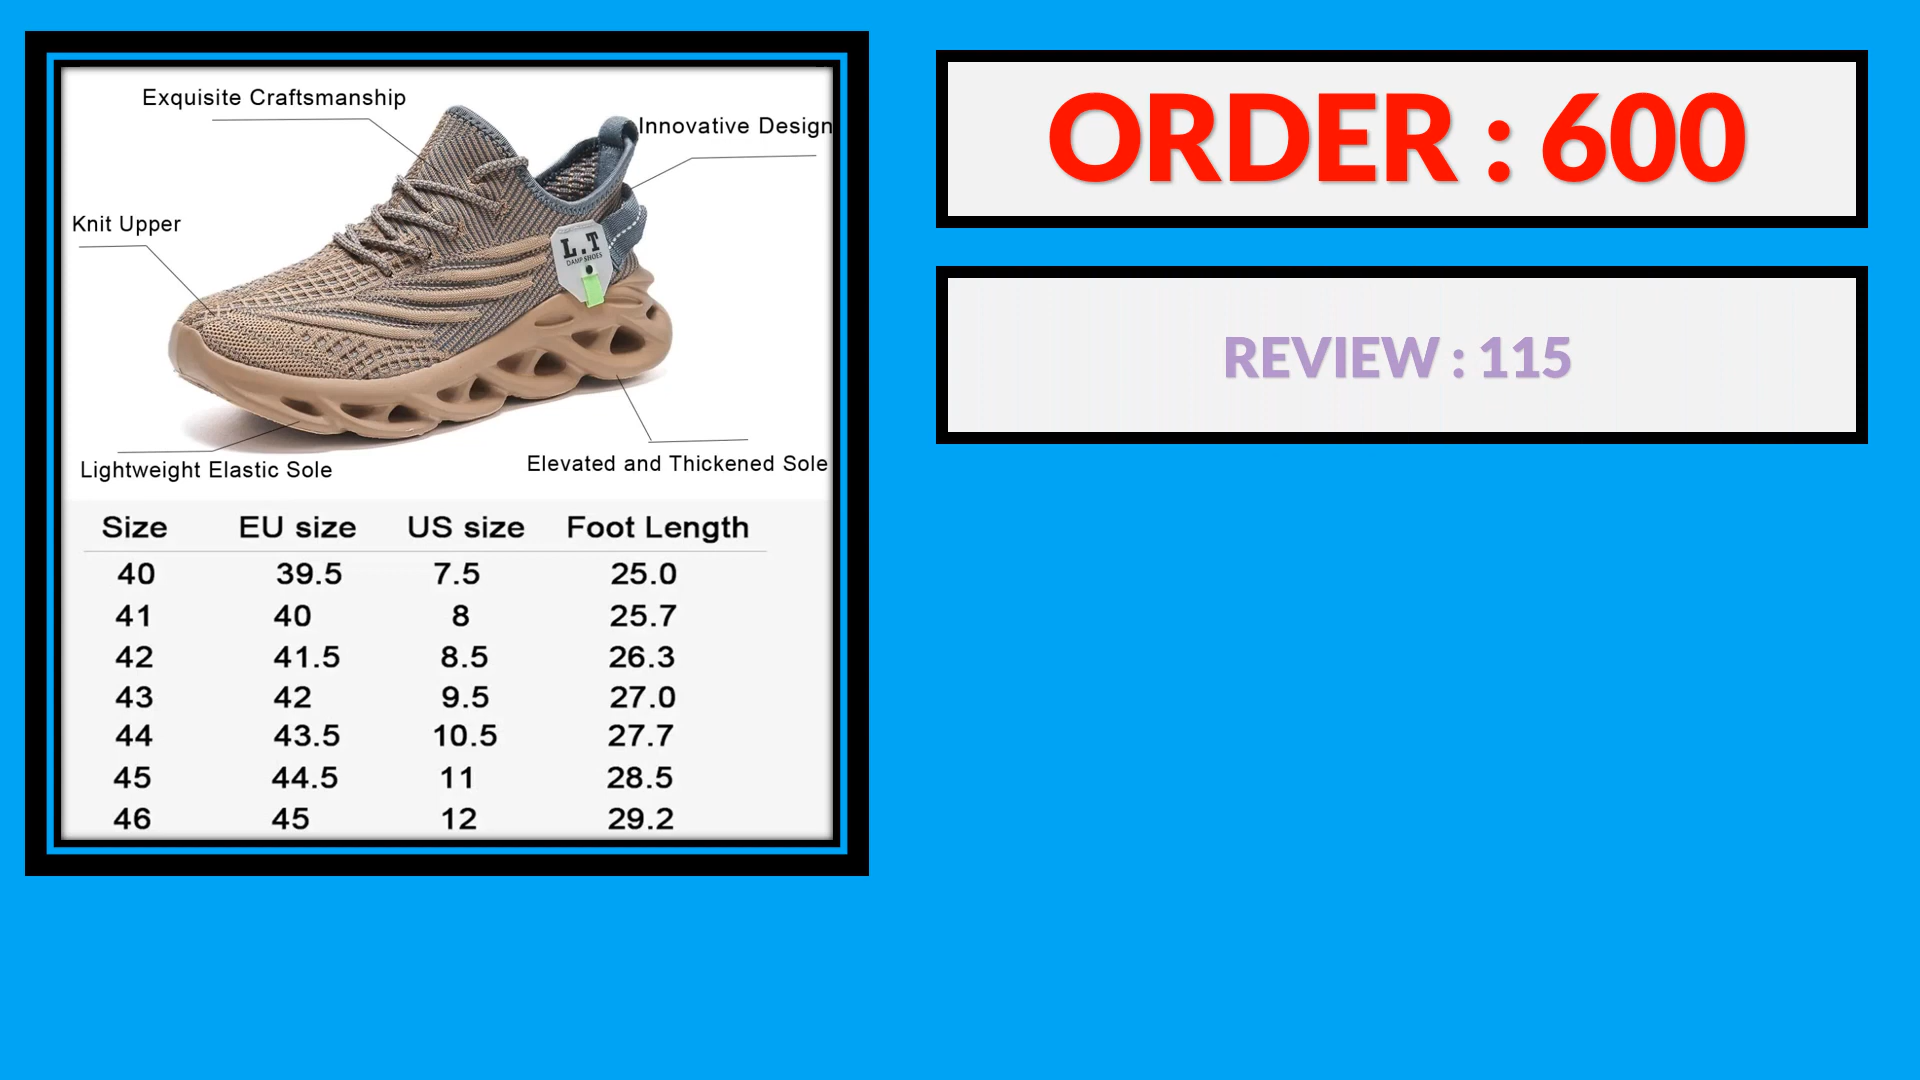 Exquisite Craftsmanship
Innovative Design
Knit Upper
L.T
DAMP SHOES
Lightweight Elastic Sole
Elevated and Thickened Sole
Size EU size US size Foot Length
40 39.5 7.5 25.0
41 40 8 25.7
42 41.5 8.5 26.3
43 42 9.5 27.0
44 43.5 10.5 27.7
45 44.5 11 28.5
46 45 12 29.2
ORDER : 600
REVIEW : 115